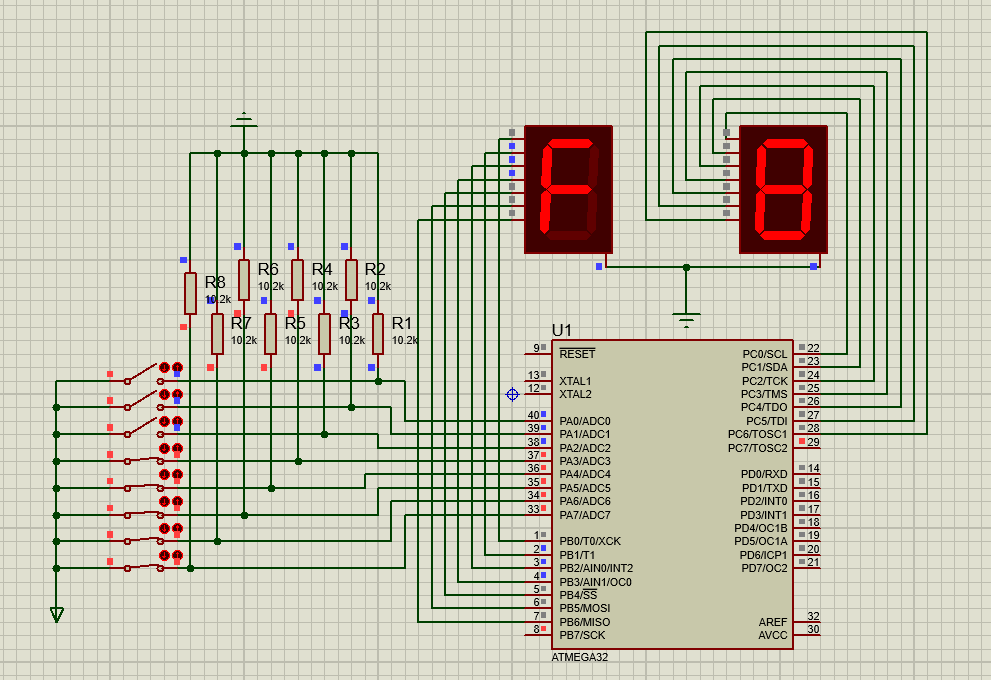 F
8
R8
10.2k
R6
10.2k
R4
10.2k
R2
10.2k
R7
10.2k
R5
10.2k
R3
10.2k
R1
10.2k
U1
9 RESET
13 XTAL1
12 XTAL2
40 PA0/ADC0
39 PA1/ADC1
38 PA2/ADC2
37 PA3/ADC3
36 PA4/ADC4
35 PA5/ADC5
34 PA6/ADC6
33 PA7/ADC7
1 PB0/T0/XCK
2 PB1/T1
3 PB2/AIN0/INT2
4 PB3/AIN1/OC0
5 PB4/SS
6 PB5/MOSI
7 PB6/MISO
8 PB7/SCK
PC0/SCL 22
PC1/SDA 23
PC2/TCK 24
PC3/TMS 25
PC4/TDO 26
PC5/TDI 27
PC6/TOSC1 28
PC7/TOSC2 29
PD0/RXD 14
PD1/TXD 15
PD2/INT0 16
PD3/INT1 17
PD4/OC1B 18
PD5/OC1A 19
PD6/ICP1 20
PD7/OC2 21
AREF 32
AVCC 30
ATMEGA32